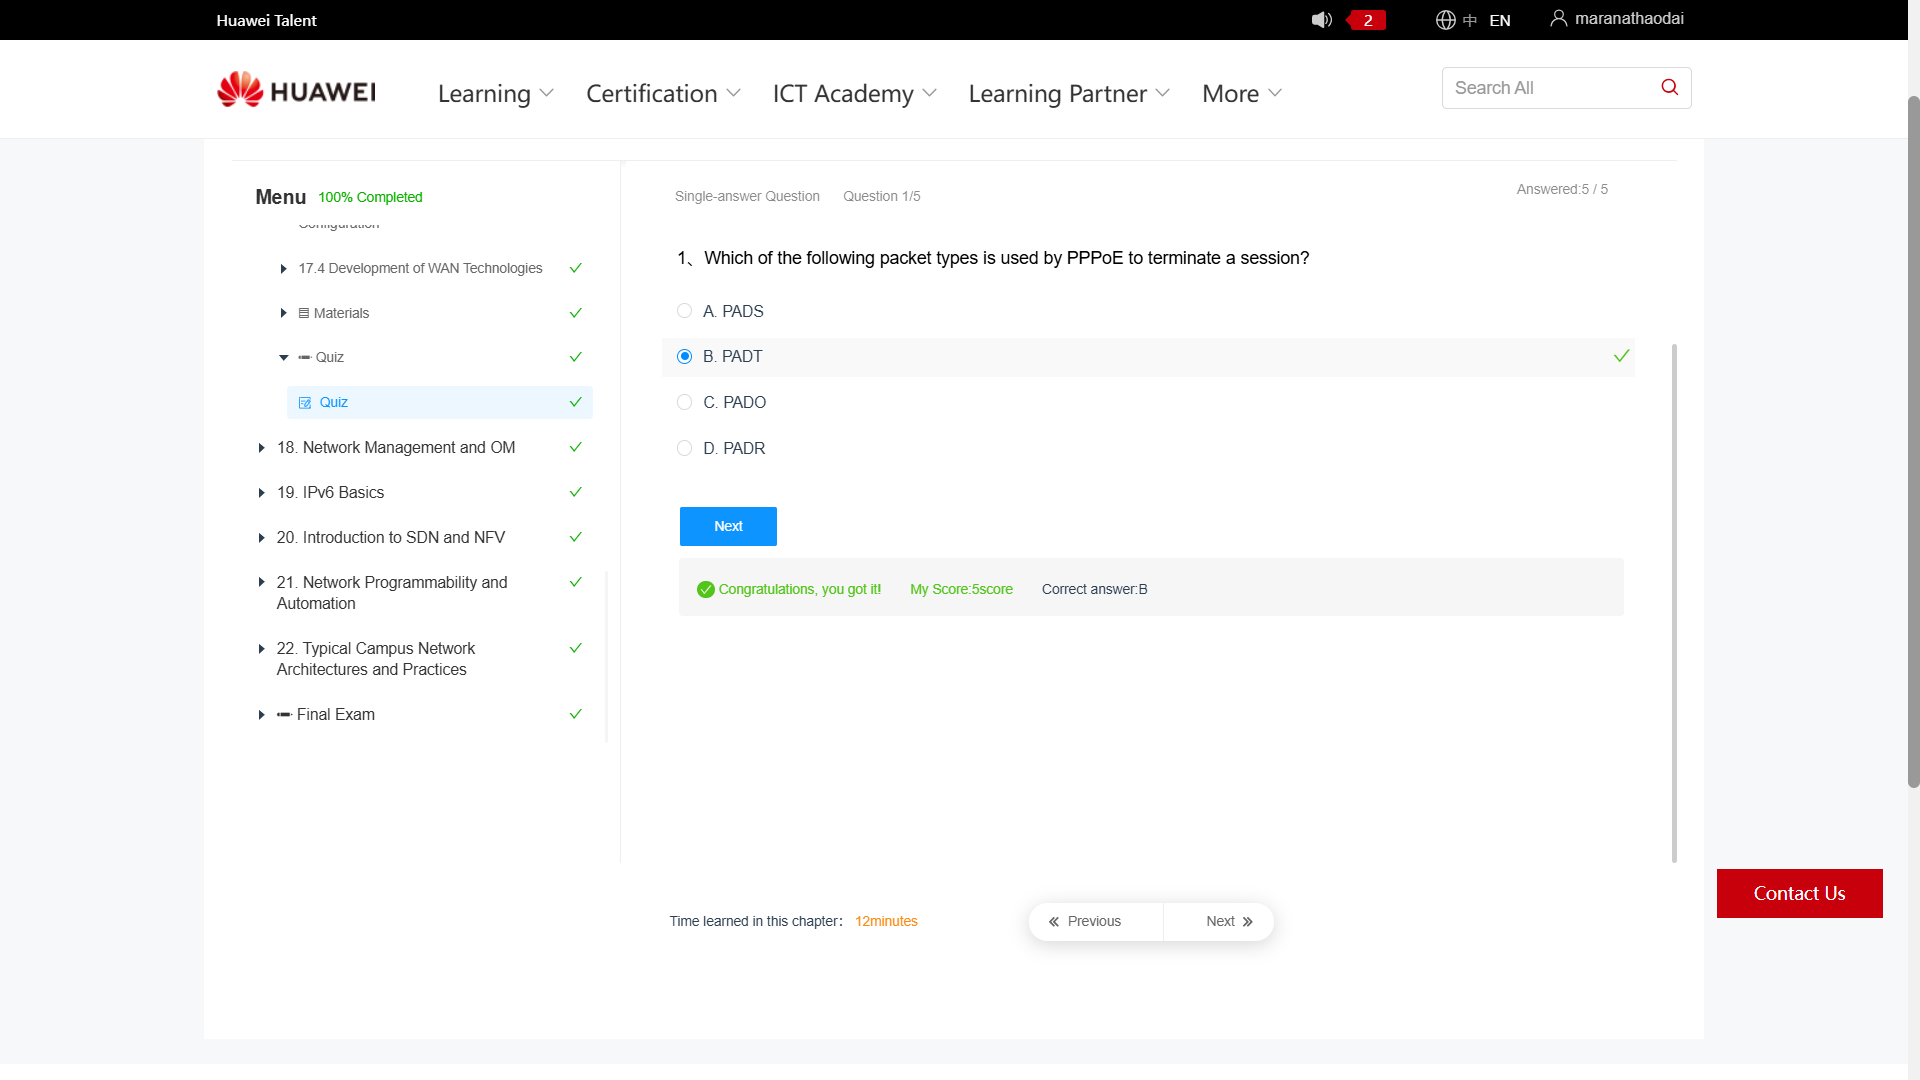 Huawei Talent
2
中 EN
maranathaodai
HUAWEI
Learning
Certification
ICT Academy
Learning Partner
More
Search All
Menu 100% Completed
Configuration
17.4 Development of WAN Technologies
Materials
Quiz
Quiz
18. Network Management and OM
19. IPv6 Basics
20. Introduction to SDN and NFV
21. Network Programmability and
Automation
22. Typical Campus Network
Architectures and Practices
Final Exam
Single-answer Question Question 1/5
Answered:5 / 5
1、Which of the following packet types is used by PPPoE to terminate a session?
A. PADS
B. PADT
C. PADO
D. PADR
Next
Congratulations, you got it! My Score:5score Correct answer:B
Time learned in this chapter： 12minutes
« Previous
Next »
Contact Us